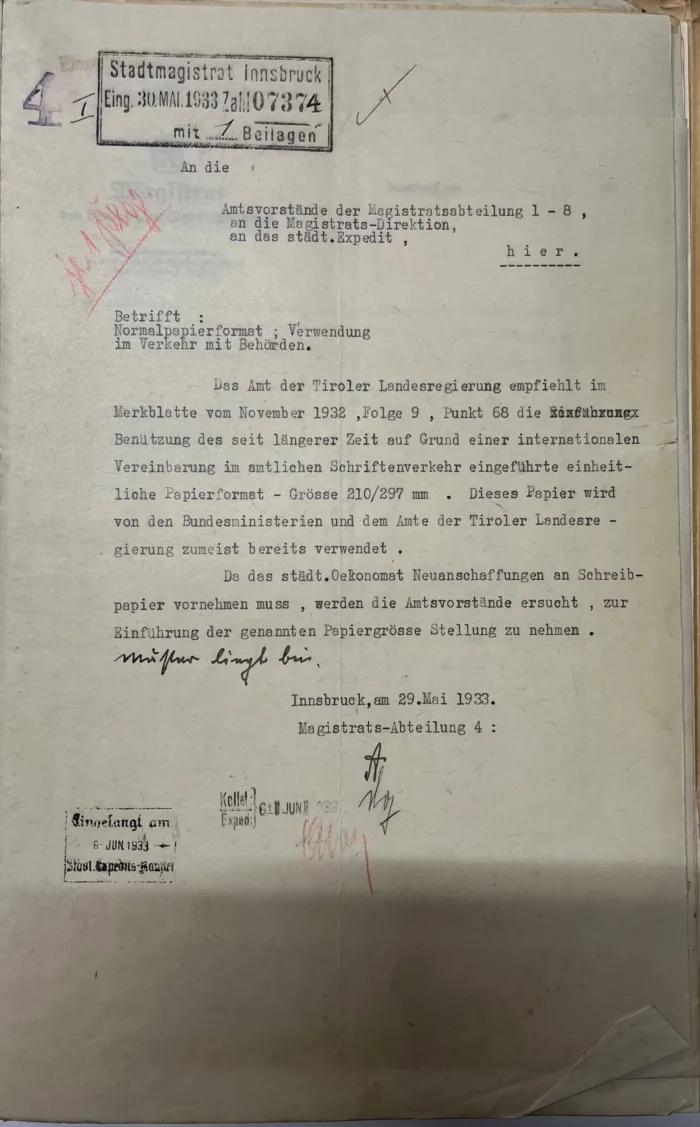 4 I
Stadtmagistrat Innsbruck
Eing. 30.MAI.1933 Zahl 07374
mit 1 Beilagen
An die
Amtsvorstände der Magistratsabteilung 1 - 8 ,
an die Magistrats-Direktion,
an das städt.Expedit ,
h i e r .
Betrifft :
Normalpapierformat ; Verwendung
im Verkehr mit Behörden.
Das Amt der Tiroler Landesregierung empfiehlt im
Merkblatte vom November 1932 ,Folge 9 , Punkt 68 die
Benützung des seit längerer Zeit auf Grund einer internationalen
Vereinbarung im amtlichen Schriftenverkehr eingeführte einheit-
liche Papierformat - Grösse 210/297 mm . Dieses Papier wird
von den Bundesministerien und dem Amte der Tiroler Landesre -
gierung zumeist bereits verwendet .
Da das städt.Oekonomat Neuanschaffungen an Schreib-
papier vornehmen muss , werden die Amtsvorstände ersucht , zur
Einführung der genannten Papiergrösse Stellung zu nehmen .
Muster liegt bei.
Innsbruck,am 29.Mai 1933.
Magistrats-Abteilung 4 :
Kollat.
Exped.
JUN
Eingelangt am
6- JUN.1933